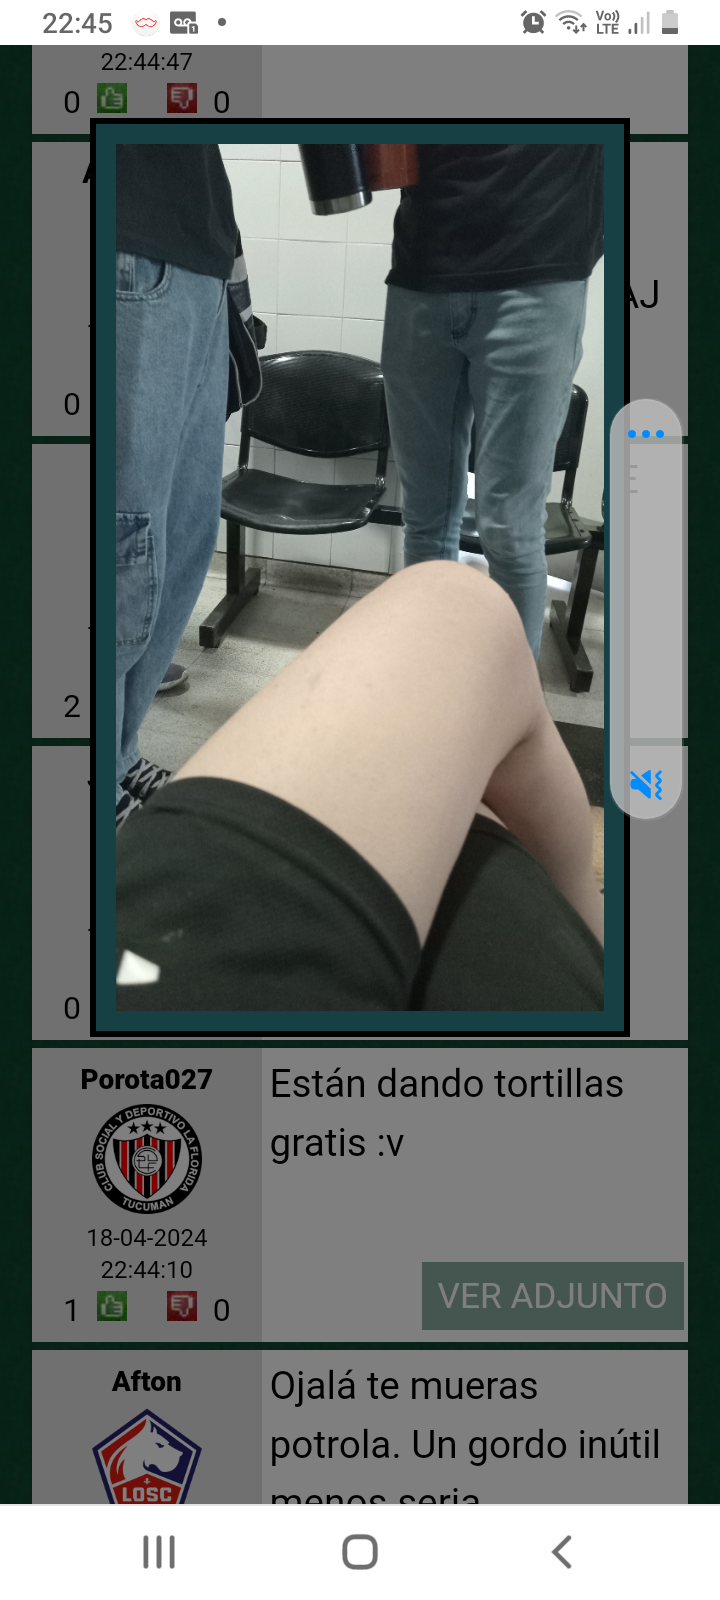 22:45
Vo))
LTE
22:44:47
0
0
AJ
0
2
0
Porota027
Están dando tortillas
gratis :v
CLUB SOCIAL Y DEPORTIVO LA FLORIDA
TUCUMAN
18-04-2024
22:44:10
1
0
VER ADJUNTO
Afton
Ojalá te mueras
potrola. Un gordo inútil
menos seria
LOSC